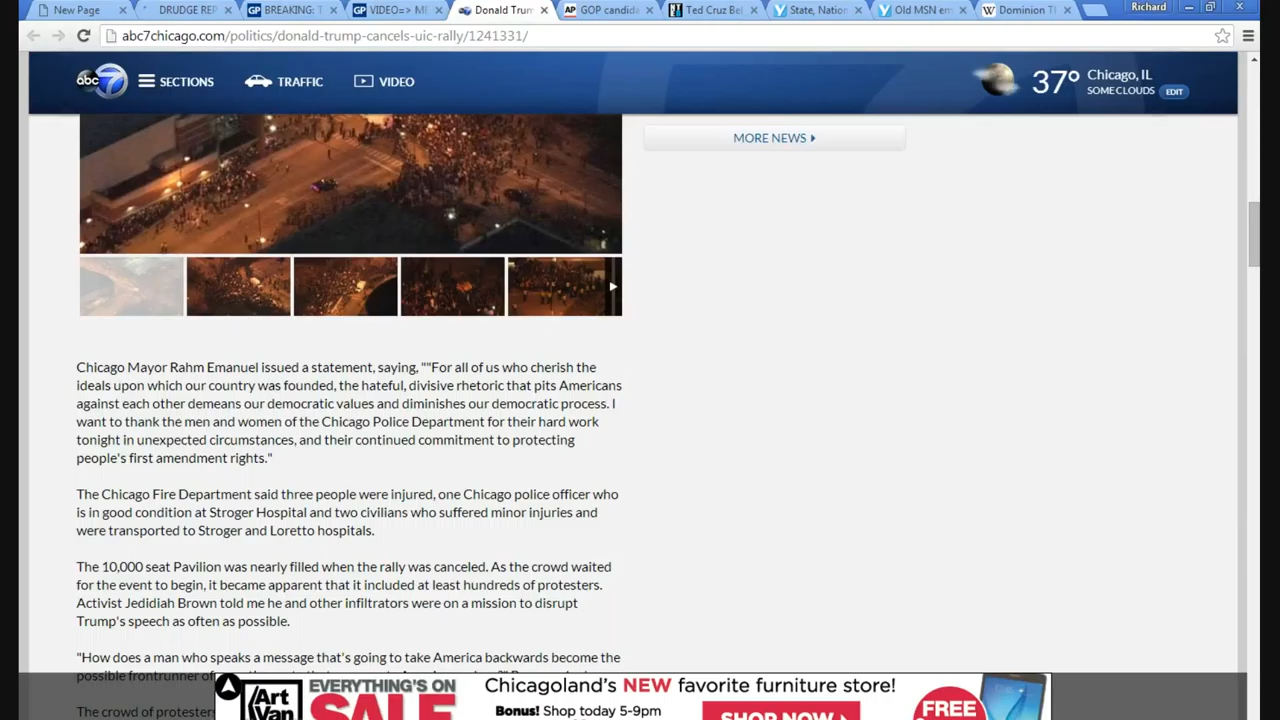 New Page
DRUDGE REP
GP BREAKING: T
GP VIDEO=> ME
Donald Trum
AP GOP candida
Ted Cruz Bel
State, Nation
Old MSN em
W Dominion Th
Richard
abc7chicago.com/politics/donald-trump-cancels-uic-rally/1241331/
abc 7
SECTIONS
TRAFFIC
VIDEO
37° Chicago, IL
SOME CLOUDS EDIT
MORE NEWS
Chicago Mayor Rahm Emanuel issued a statement, saying, ""For all of us who cherish the
ideals upon which our country was founded, the hateful, divisive rhetoric that pits Americans
against each other demeans our democratic values and diminishes our democratic process. I
want to thank the men and women of the Chicago Police Department for their hard work
tonight in unexpected circumstances, and their continued commitment to protecting
people's first amendment rights."
The Chicago Fire Department said three people were injured, one Chicago police officer who
is in good condition at Stroger Hospital and two civilians who suffered minor injuries and
were transported to Stroger and Loretto hospitals.
The 10,000 seat Pavilion was nearly filled when the rally was canceled. As the crowd waited
for the event to begin, it became apparent that it included at least hundreds of protesters.
Activist Jedidiah Brown told me he and other infiltrators were on a mission to disrupt
Trump's speech as often as possible.
"How does a man who speaks a message that's going to take America backwards become the
possible frontrunner of
The crowd of protester
Art Van
EVERYTHING'S ON
SALE
Chicagoland's NEW favorite furniture store!
Bonus! Shop today 5-9pm
SHOP NOW
FREE